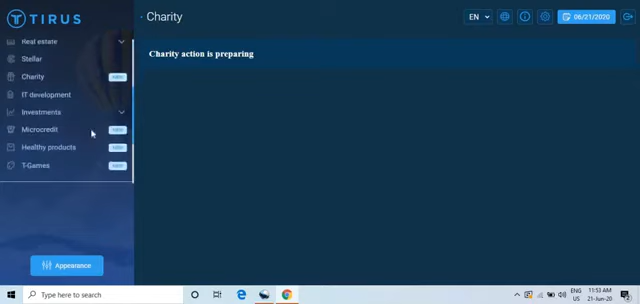 TIRUS
· Charity
EN
06/21/2020
Real estate
Stellar
Charity
NEW
IT development
Investments
Microcredit
NEW
Healthy products
NEW
T-Games
NEW
Appearance
Charity action is preparing
Type here to search
ENG
US
11:53 AM
21-Jun-20